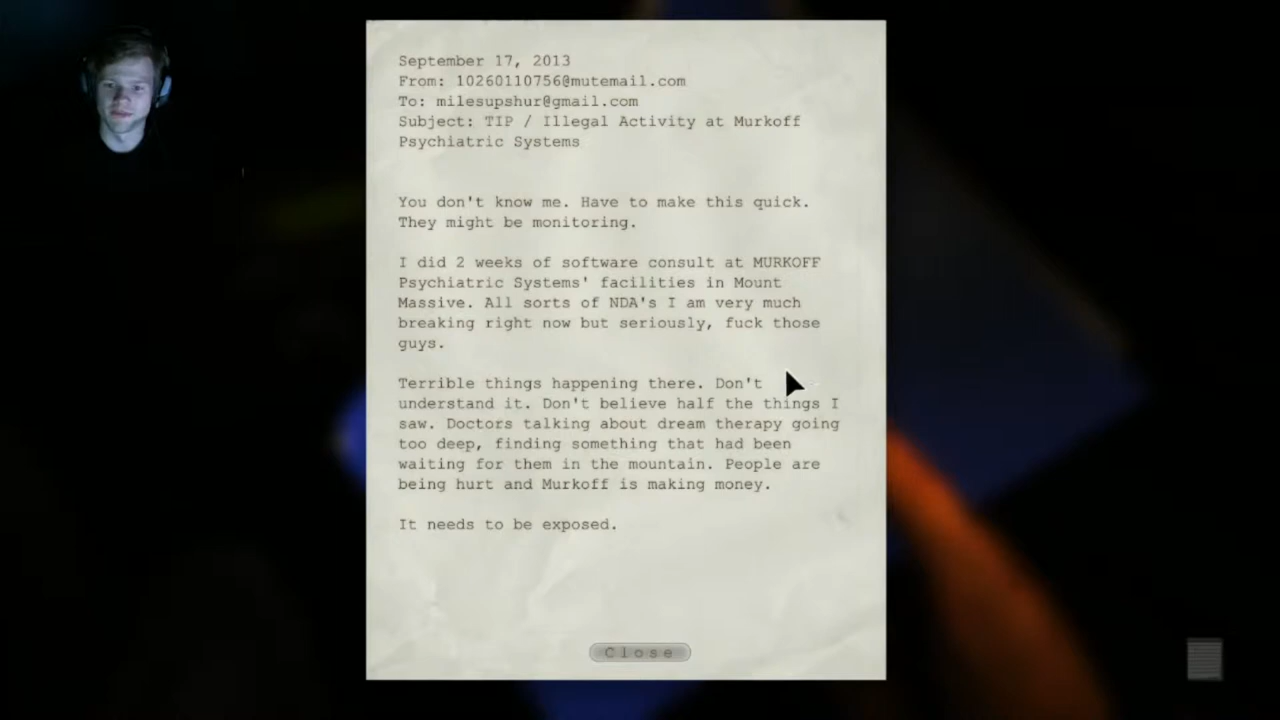 September 17, 2013
From: 10260110756@mutemail.com
To: milesupshur@gmail.com
Subject: TIP / Illegal Activity at Murkoff
Psychiatric Systems
You don't know me. Have to make this quick.
They might be monitoring.
I did 2 weeks of software consult at MURKOFF
Psychiatric Systems' facilities in Mount
Massive. All sorts of NDA's I am very much
breaking right now but seriously, fuck those
guys.
Terrible things happening there. Don't
understand it. Don't believe half the things I
saw. Doctors talking about dream therapy going
too deep, finding something that had been
waiting for them in the mountain. People are
being hurt and Murkoff is making money.
It needs to be exposed.
Close